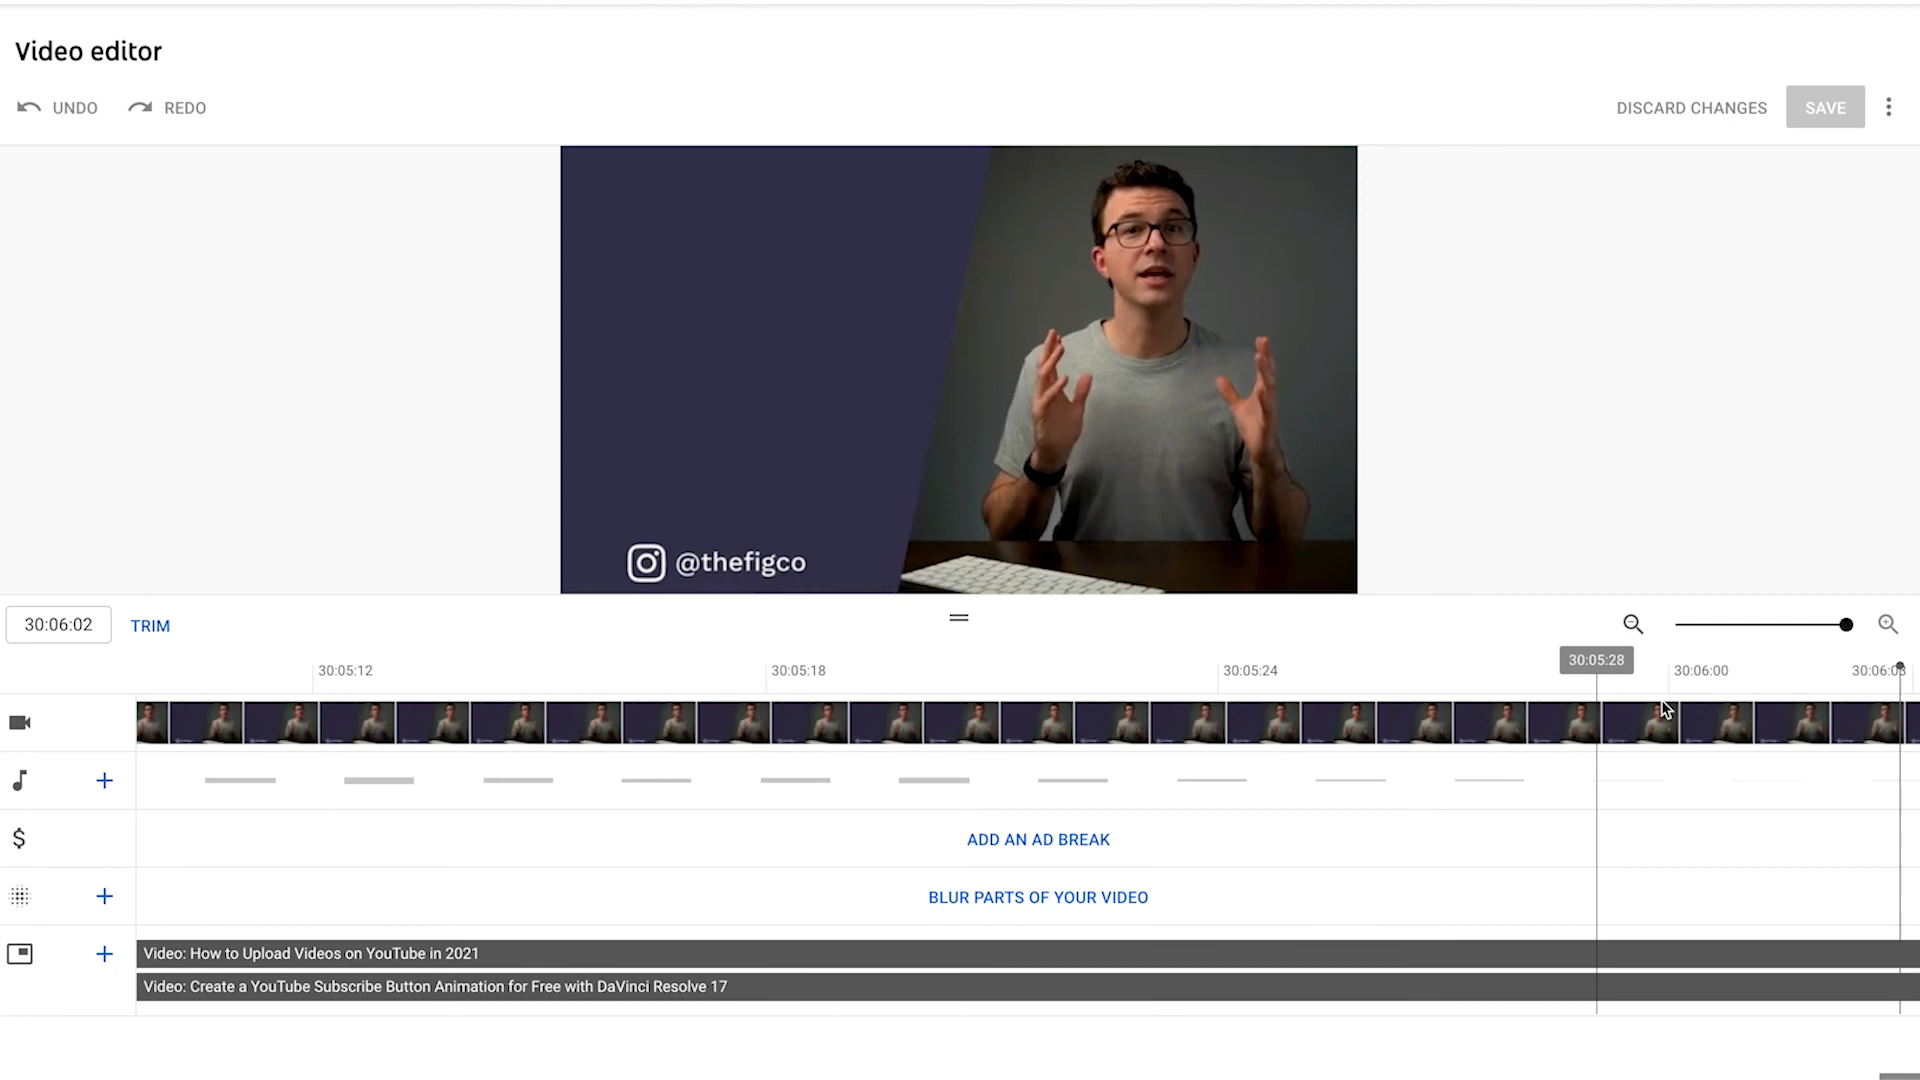 Video editor
UNDO REDO
DISCARD CHANGES SAVE
@thefigco
30:06:02 TRIM
30:05:28
30:05:12 30:05:18 30:05:24 30:06:00 30:06:03
ADD AN AD BREAK
BLUR PARTS OF YOUR VIDEO
Video: How to Upload Videos on YouTube in 2021
Video: Create a YouTube Subscribe Button Animation for Free with DaVinci Resolve 17